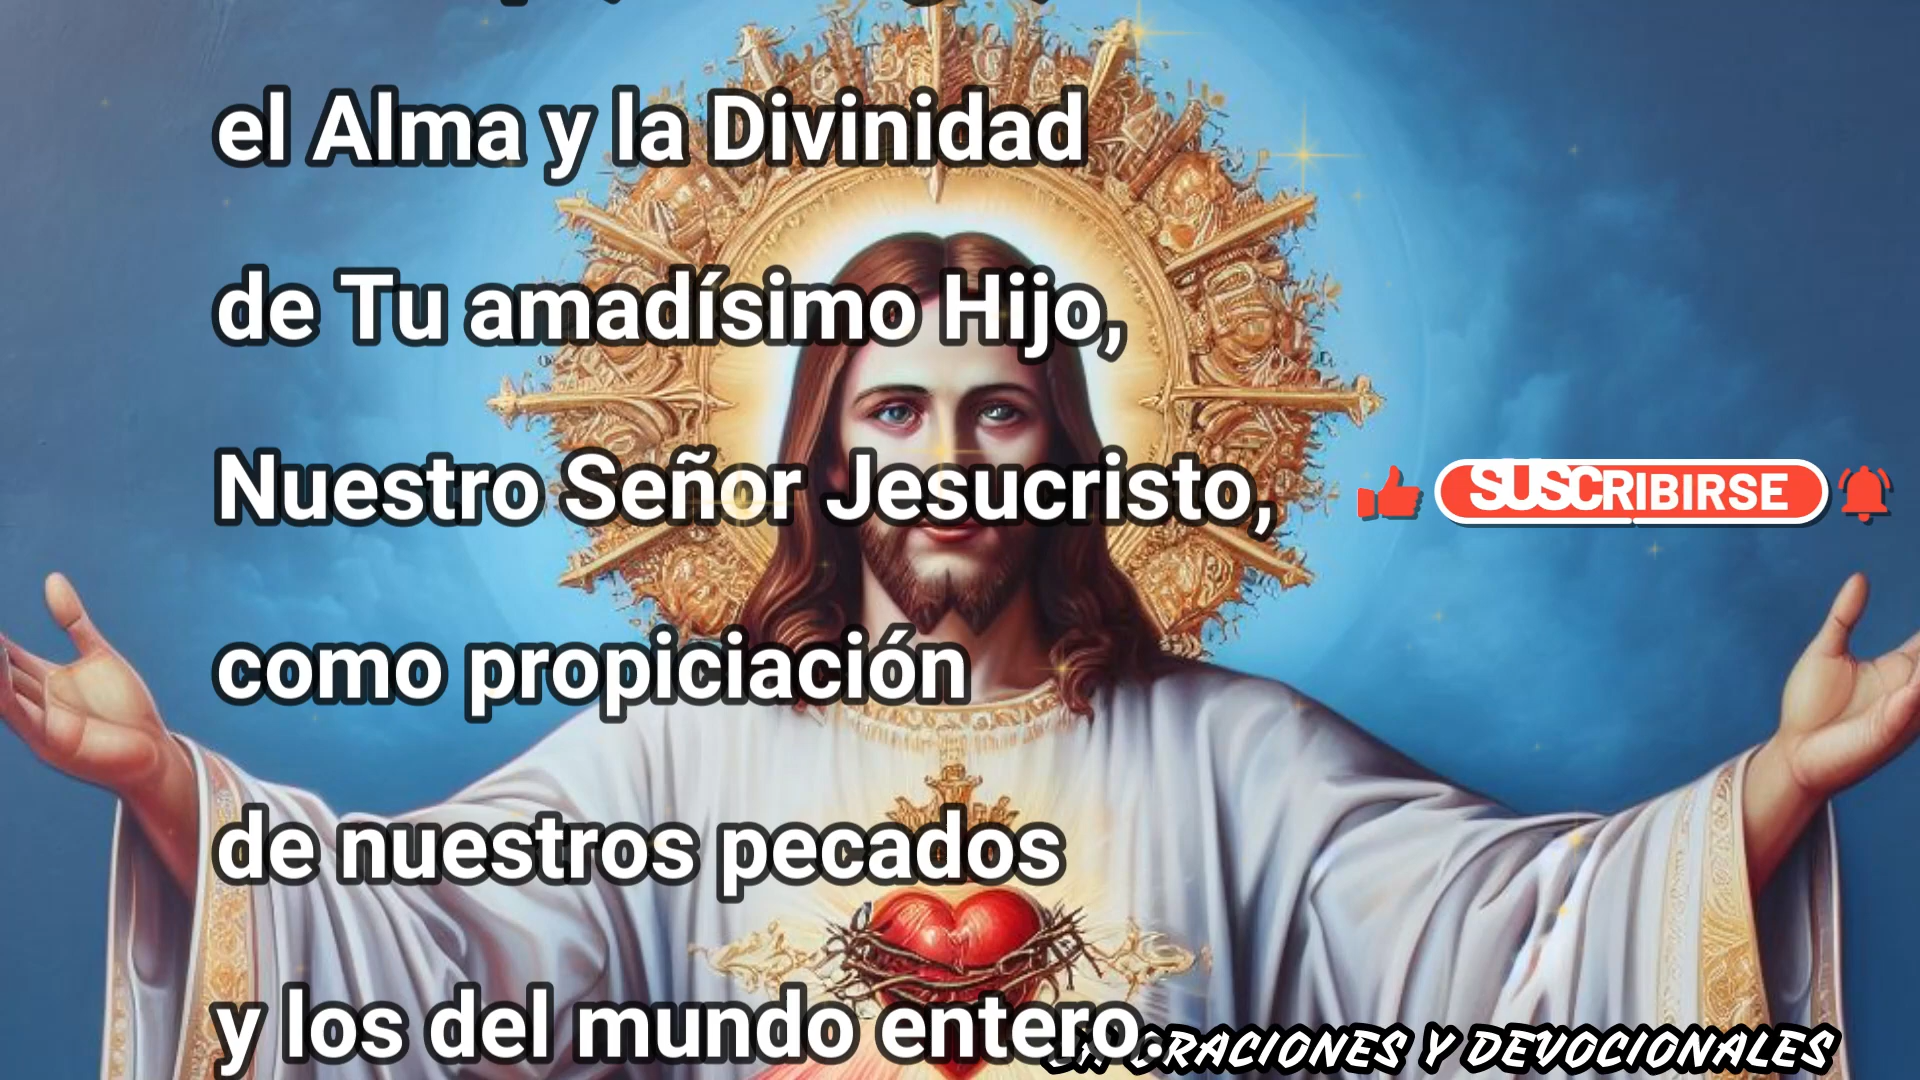 el Alma y la Divinidad
de Tu amadísimo Hijo,
Nuestro Señor Jesucristo,
SUSCRIBIRSE
como propiciación
de nuestros pecados
y los del mundo entero.
ORACIONES Y DEVOCIONALES